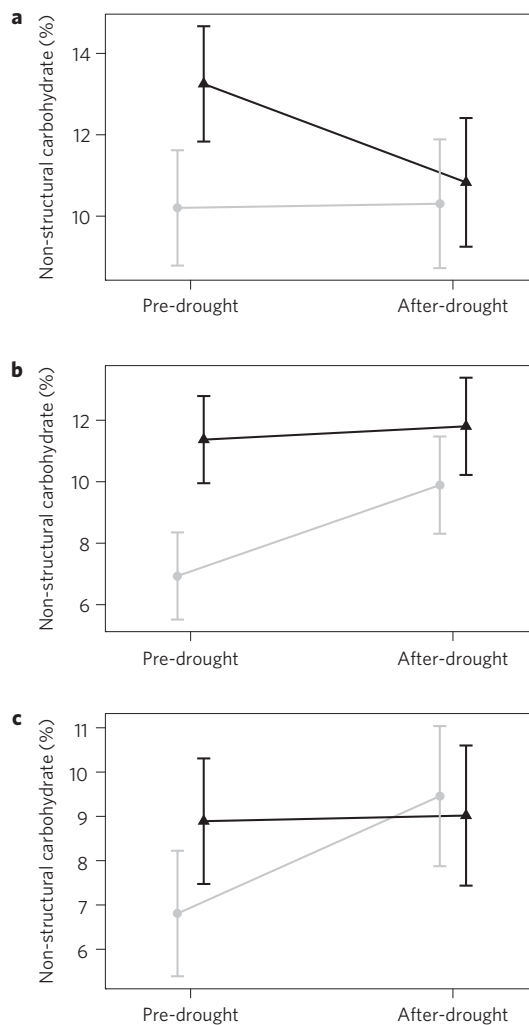 a
Non-structural carbohydrate (%)
14
12
10
Pre-drought After-drought
b
Non-structural carbohydrate (%)
12
10
8
6
Pre-drought After-drought
c
Non-structural carbohydrate (%)
11
10
9
8
7
6
Pre-drought After-drought